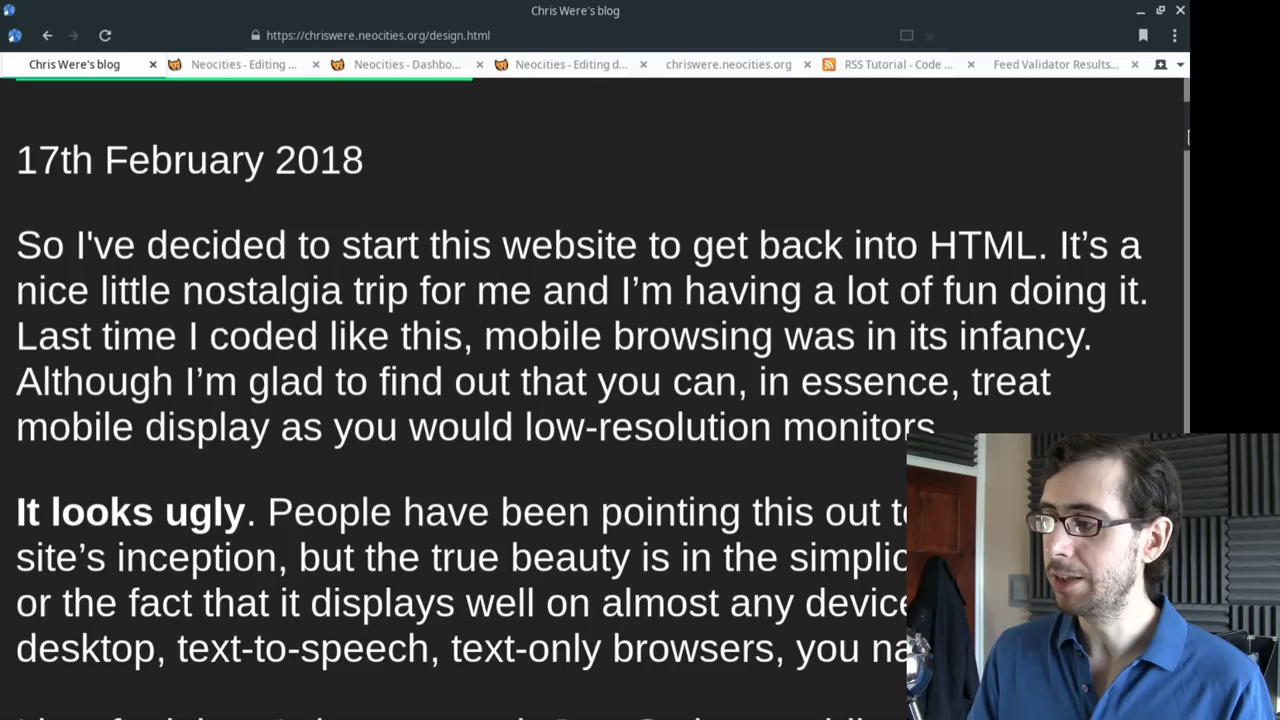 Chris Were's blog
https://chriswere.neocities.org/design.html
Chris Were's blog
Neocities - Editing ...
Neocities - Dashbo...
Neocities - Editing d...
chriswere.neocities.org
RSS Tutorial - Code ...
Feed Validator Results...
17th February 2018
So I've decided to start this website to get back into HTML. It’s a
nice little nostalgia trip for me and I’m having a lot of fun doing it.
Last time I coded like this, mobile browsing was in its infancy.
Although I’m glad to find out that you can, in essence, treat
mobile display as you would low-resolution monitors
It looks ugly. People have been pointing this out
site’s inception, but the true beauty is in the
or the fact that it displays well on almost any
desktop, text-to-speech, text-only browsers, you